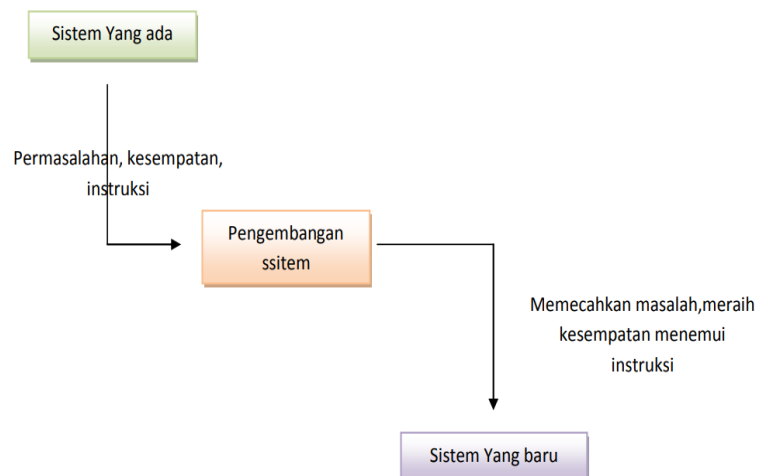 Sistem Yang ada
Permasalahan, kesempatan,
instruksi
Pengembangan
ssitem
Memecahkan masalah,meraih
kesempatan menemui
instruksi
Sistem Yang baru